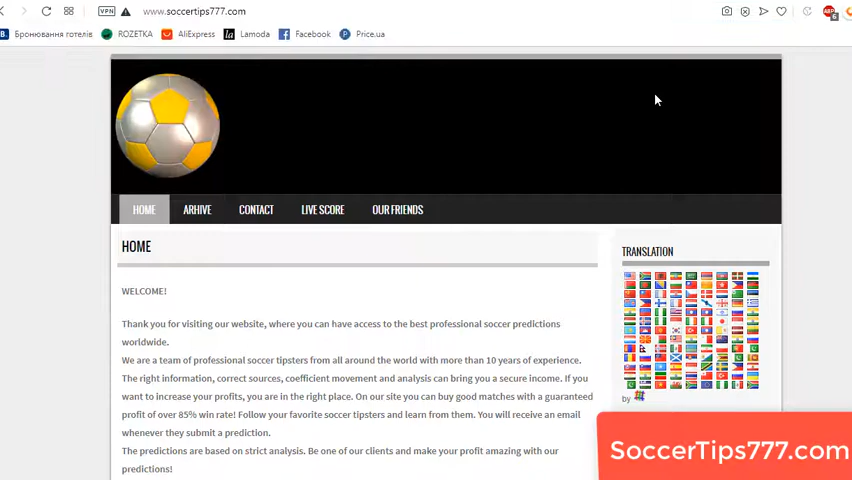 VPN www.soccertips777.com
6
B. Бронювання готелів ROZETKA AliExpress la Lamoda Facebook P Price.ua
HOME ARHIVE CONTACT LIVE SCORE OUR FRIENDS
HOME
TRANSLATION
WELCOME!
Thank you for visiting our website, where you can have access to the best professional soccer predictions
worldwide.
We are a team of professional soccer tipsters from all around the world with more than 10 years of experience.
The right information, correct sources, coefficient movement and analysis can bring you a secure income. If you
want to increase your profits, you are in the right place. On our site you can buy good matches with a guaranteed
profit of over 85% win rate! Follow your favorite soccer tipsters and learn from them. You will receive an email
whenever they submit a prediction.
The predictions are based on strict analysis. Be one of our clients and make your profit amazing with our
predictions!
by
SoccerTips777.com